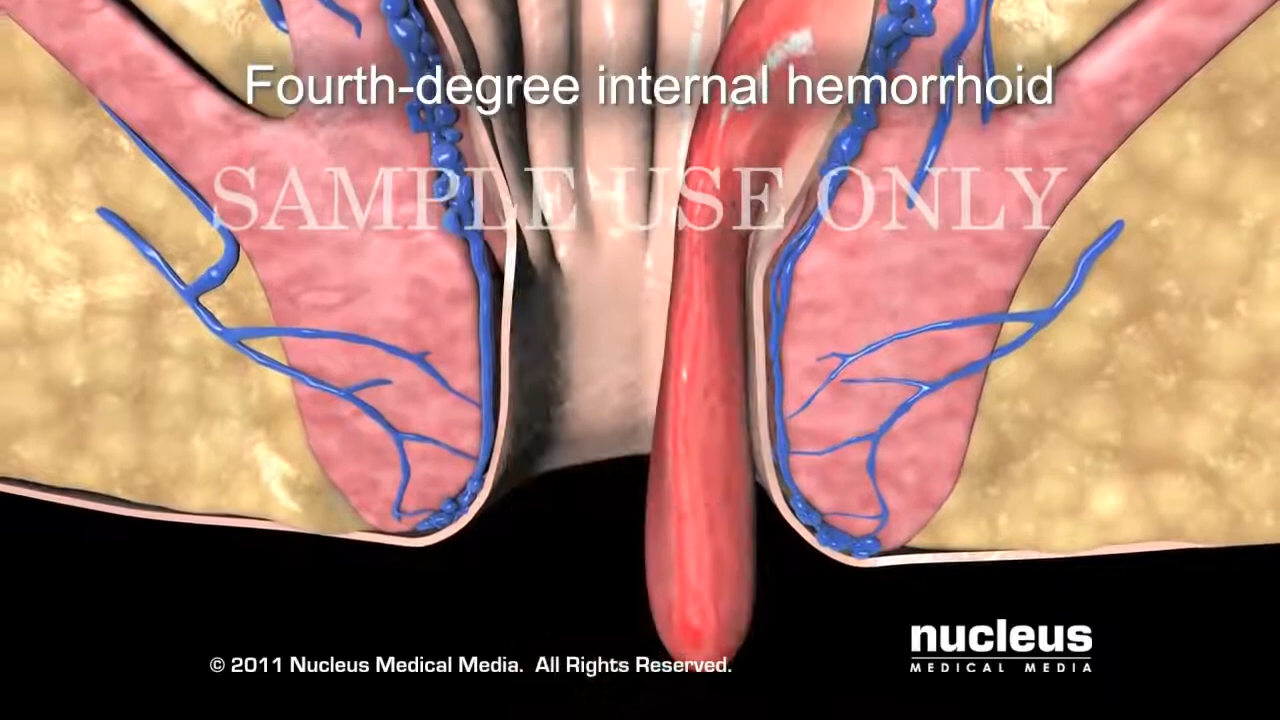 Fourth-degree internal hemorrhoid
SAMPLE USE ONLY
nucleus
MEDICAL MEDIA
© 2011 Nucleus Medical Media. All Rights Reserved.